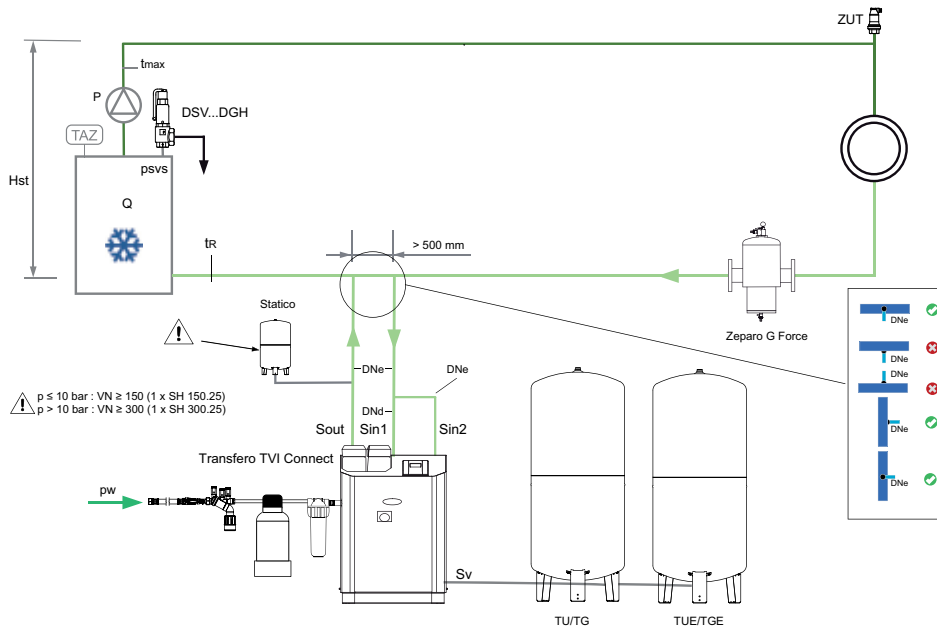 ZUT
tmax
P
DSV...DGH
TAZ
psvs
Hst
Q
tR
> 500 mm
Statico
Zeparo G Force
DNe
DNe
DNe
DNe
DNe
DNe
DNe
p ≤ 10 bar : VN ≥ 150 (1 x SH 150.25)
p > 10 bar : VN ≥ 300 (1 x SH 300.25)
DNd
Sout
Sin1
Sin2
Transfero TVI Connect
pw
Sv
TU/TG
TUE/TGE